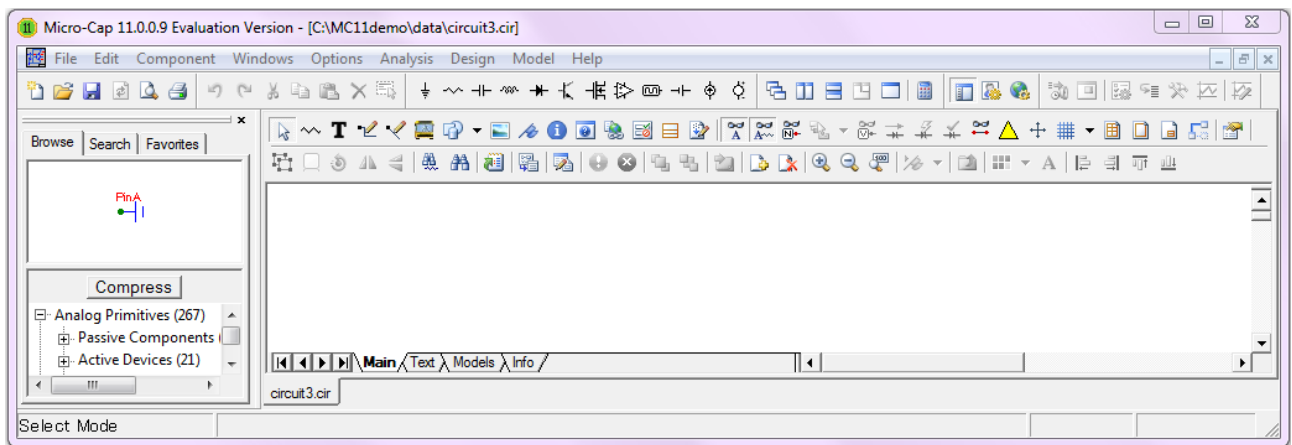 Micro-Cap 11.0.0.9 Evaluation Version - [C:\MC11demo\data\circuit3.cir]
File Edit Component Windows Options Analysis Design Model Help
Browse Search Favorites
PinA
Compress
Analog Primitives (267)
Passive Components (
Active Devices (21)
Main Text Models Info
circuit3.cir
Select Mode